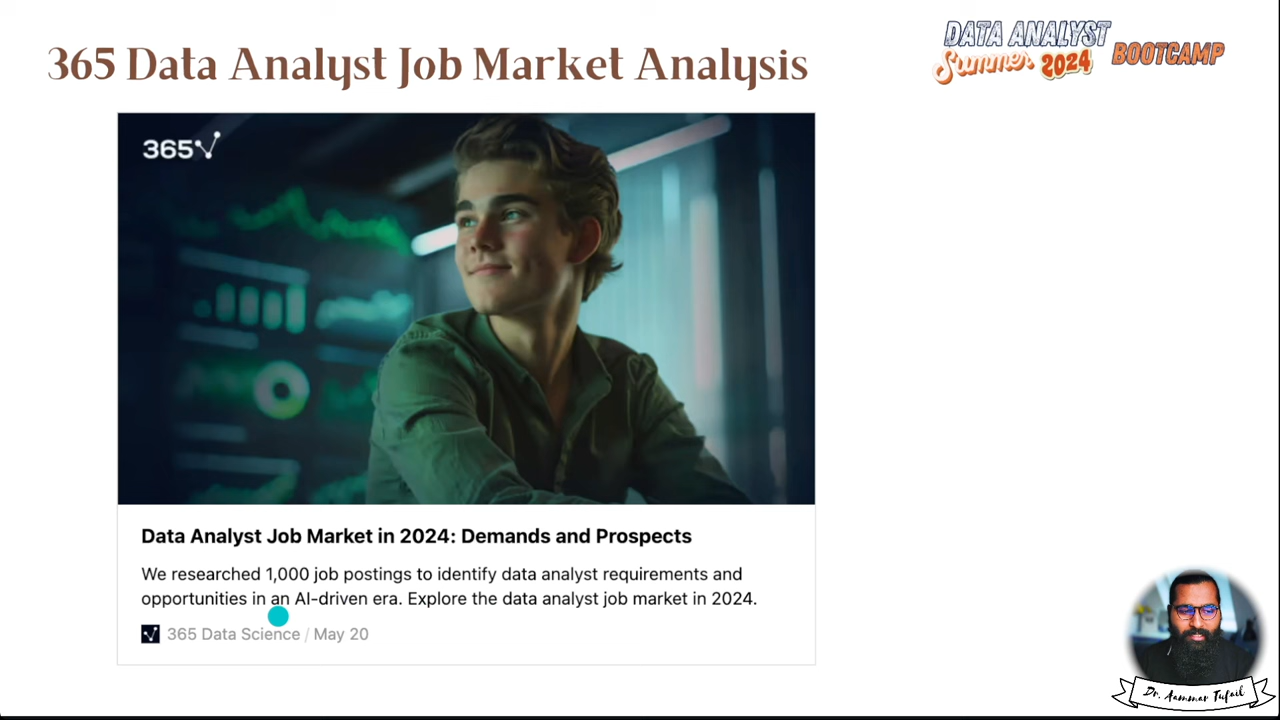 365 Data Analyst Job Market Analysis
DATA ANALYST
Summer 2024 BOOTCAMP
365
Data Analyst Job Market in 2024: Demands and Prospects
We researched 1,000 job postings to identify data analyst requirements and
opportunities in an AI-driven era. Explore the data analyst job market in 2024.
365 Data Science / May 20
Dr. Aammar Tufail